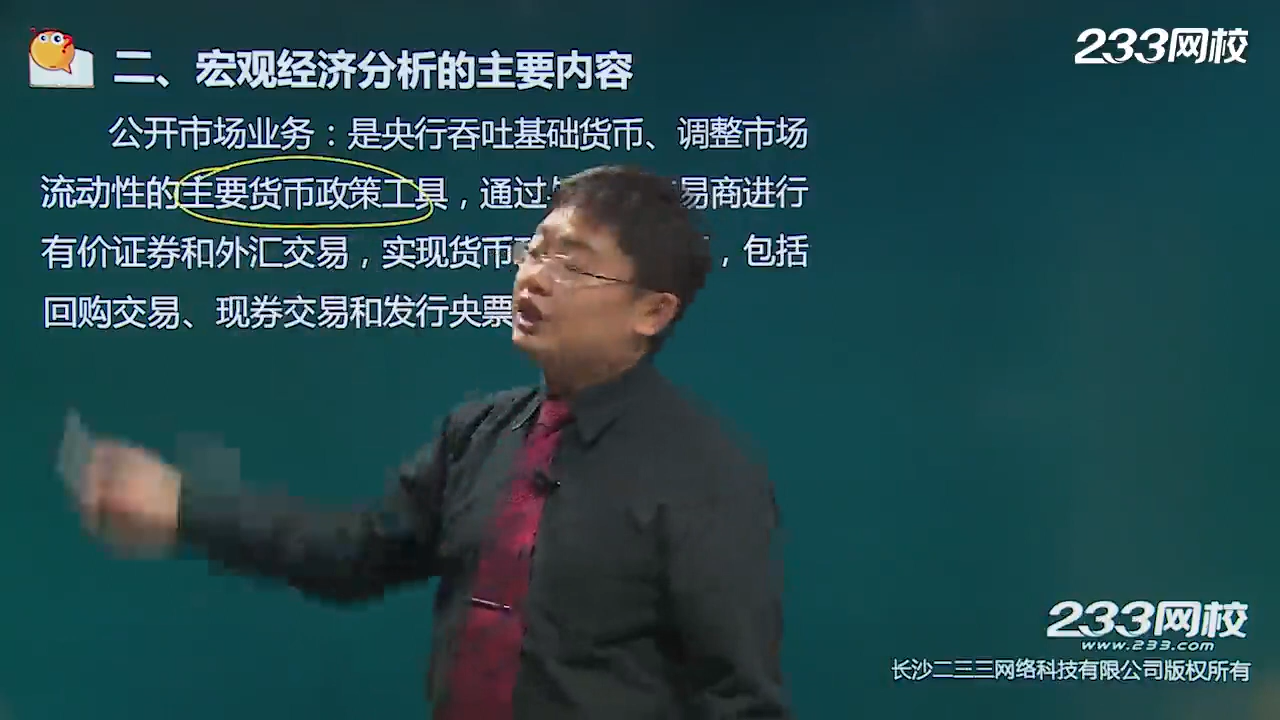 二、宏观经济分析的主要内容
233网校
公开市场业务：是央行吞吐基础货币、调整市场
流动性的主要货币政策工具，通过 易商进行
有价证券和外汇交易，实现货币 ，包括
回购交易、现券交易和发行央票
233网校
www.233.com
长沙二三三网络科技有限公司版权所有